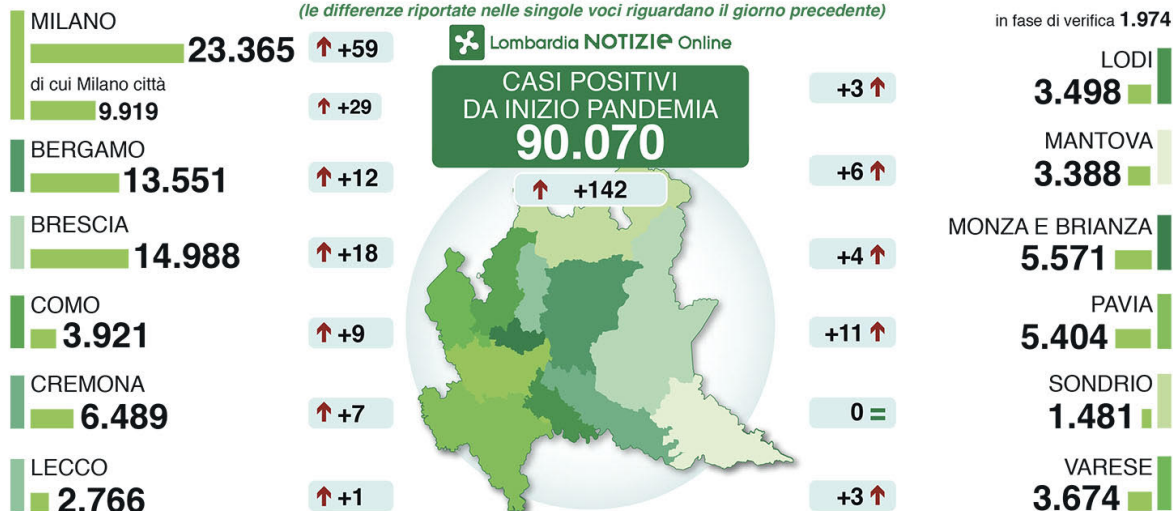 (le differenze riportate nelle singole voci riguardano il giorno precedente)
Lombardia NOTIZIE Online
CASI POSITIVI
DA INIZIO PANDEMIA
90.070
+142
MILANO
23.365 +59
di cui Milano città
9.919 +29
BERGAMO
13.551 +12
BRESCIA
14.988 +18
COMO
3.921 +9
CREMONA
6.489 +7
LECCO
2.766 +1
in fase di verifica 1.974
LODI
+3 3.498
MANTOVA
+6 3.388
MONZA E BRIANZA
+4 5.571
PAVIA
+11 5.404
SONDRIO
0 = 1.481
VARESE
+3 3.674